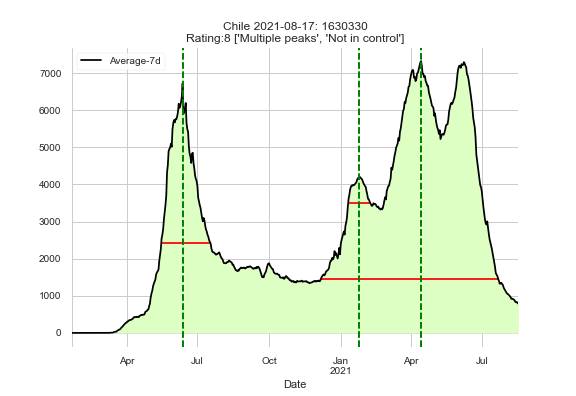 Chile 2021-08-17: 1630330
Rating:8 ['Multiple peaks', 'Not in control']
Average-7d
7000
6000
5000
4000
3000
2000
1000
0
Apr Jul Oct Jan Apr Jul
2021
Date